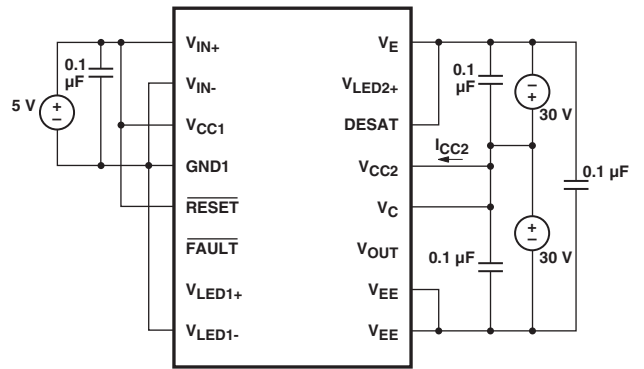 5 V
0.1
µF
V_IN+
V_IN-
V_CC1
GND1
RESET
FAULT
V_LED1+
V_LED1-
V_E
V_LED2+
DESAT
V_CC2
V_C
V_OUT
V_EE
V_EE
I_CC2
0.1
µF
30 V
0.1 µF
0.1 µF
30 V